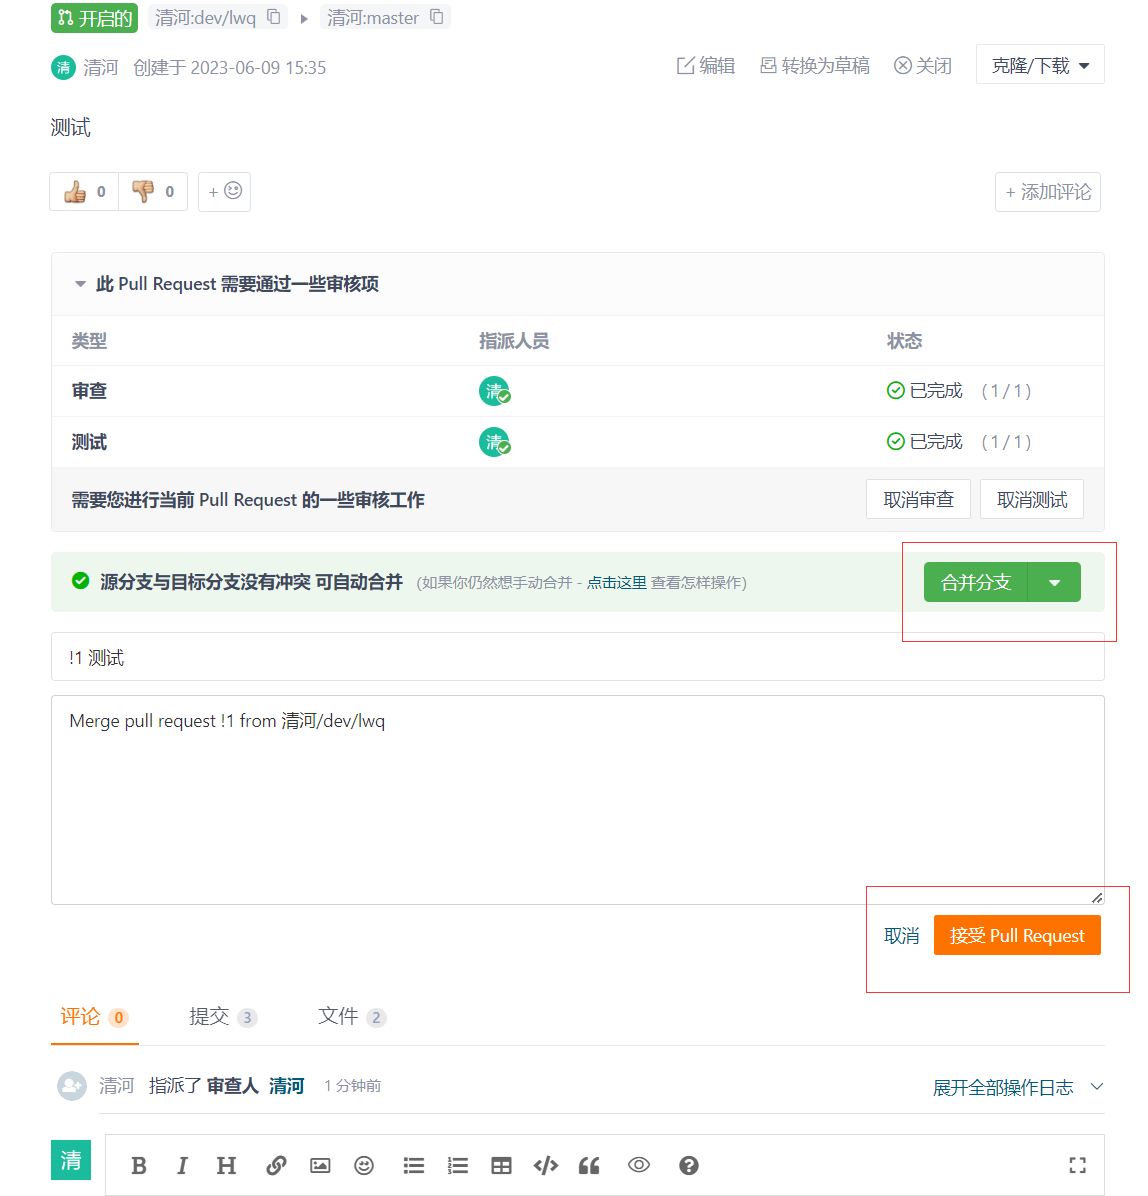 开启的 清河:dev/lwq 清河:master
清 清河 创建于 2023-06-09 15:35 编辑 转换为草稿 关闭 克隆/下载
测试
0 0 + + 添加评论
此 Pull Request 需要通过一些审核项
类型 指派人员 状态
审查 清 已完成 (1/1)
测试 清 已完成 (1/1)
需要您进行当前 Pull Request 的一些审核工作 取消审查 取消测试
源分支与目标分支没有冲突 可自动合并 (如果你仍然想手动合并 - 点击这里 查看怎样操作) 合并分支
!1 测试
Merge pull request !1 from 清河/dev/lwq
取消 接受 Pull Request
评论 0 提交 3 文件 2
清河 指派了 审查人 清河 1 分钟前 展开全部操作日志
清 B I H